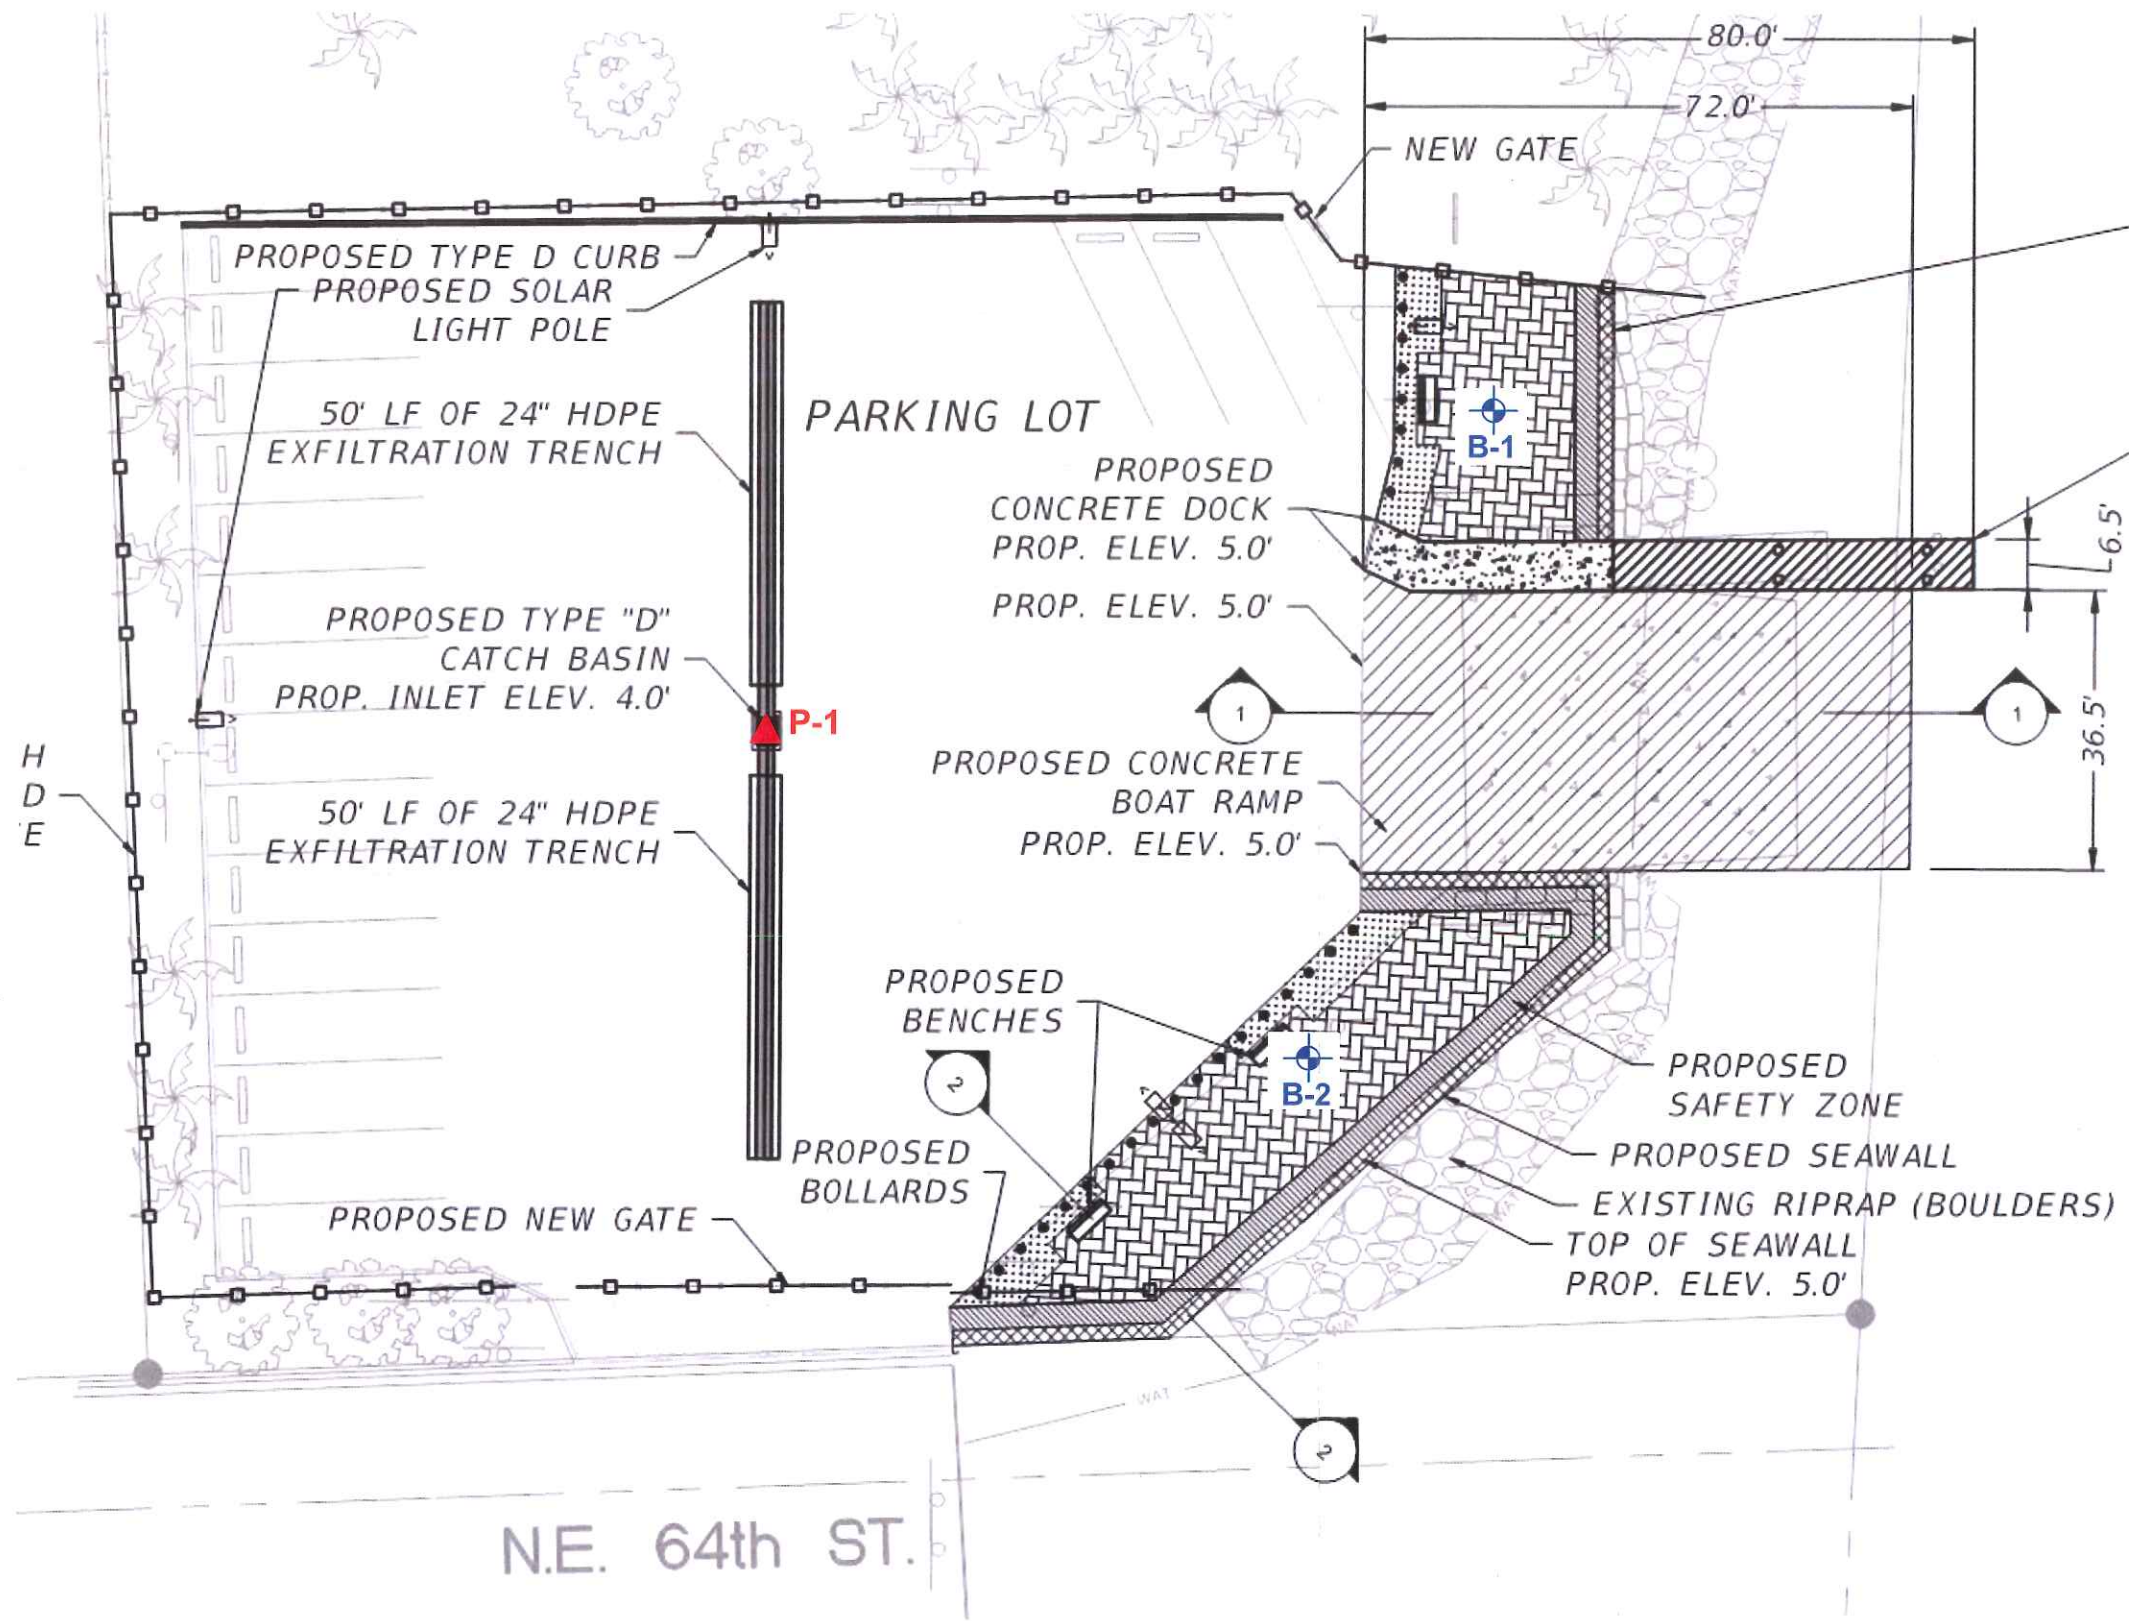 80.0'
72.0'
NEW GATE
PROPOSED TYPE D CURB
PROPOSED SOLAR
LIGHT POLE
50' LF OF 24" HDPE
EXFILTRATION TRENCH
PARKING LOT
B-1
PROPOSED
CONCRETE DOCK
PROP. ELEV. 5.0'
6.5'
PROP. ELEV. 5.0'
PROPOSED TYPE "D"
CATCH BASIN
PROP. INLET ELEV. 4.0'
P-1
1
1
36.5'
H
D
E
PROPOSED CONCRETE
BOAT RAMP
PROP. ELEV. 5.0'
50' LF OF 24" HDPE
EXFILTRATION TRENCH
PROPOSED
BENCHES
2
B-2
PROPOSED
SAFETY ZONE
PROPOSED
BOLLARDS
PROPOSED SEAWALL
EXISTING RIPRAP (BOULDERS)
PROPOSED NEW GATE
TOP OF SEAWALL
PROP. ELEV. 5.0'
WAT
WAT
2
N.E. 64th ST.